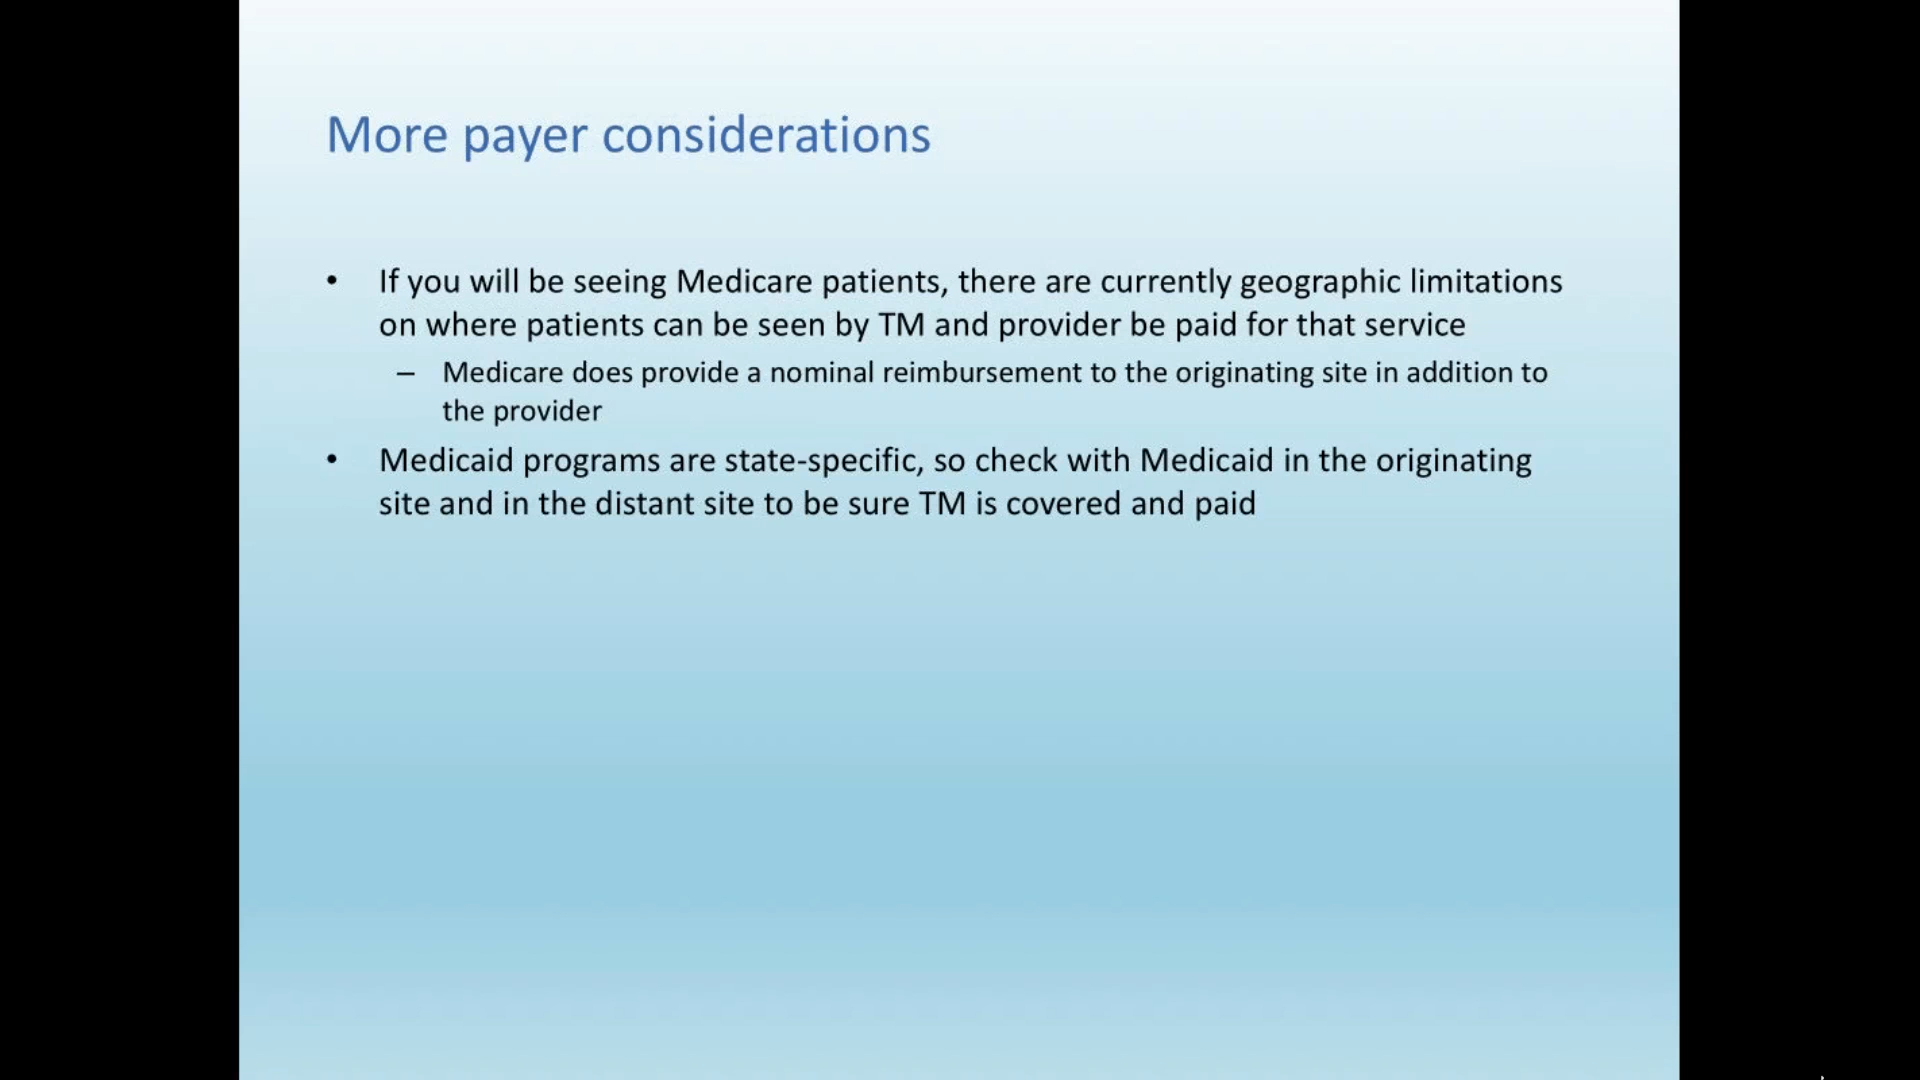 More payer considerations
• If you will be seeing Medicare patients, there are currently geographic limitations
on where patients can be seen by TM and provider be paid for that service
– Medicare does provide a nominal reimbursement to the originating site in addition to
the provider
• Medicaid programs are state-specific, so check with Medicaid in the originating
site and in the distant site to be sure TM is covered and paid